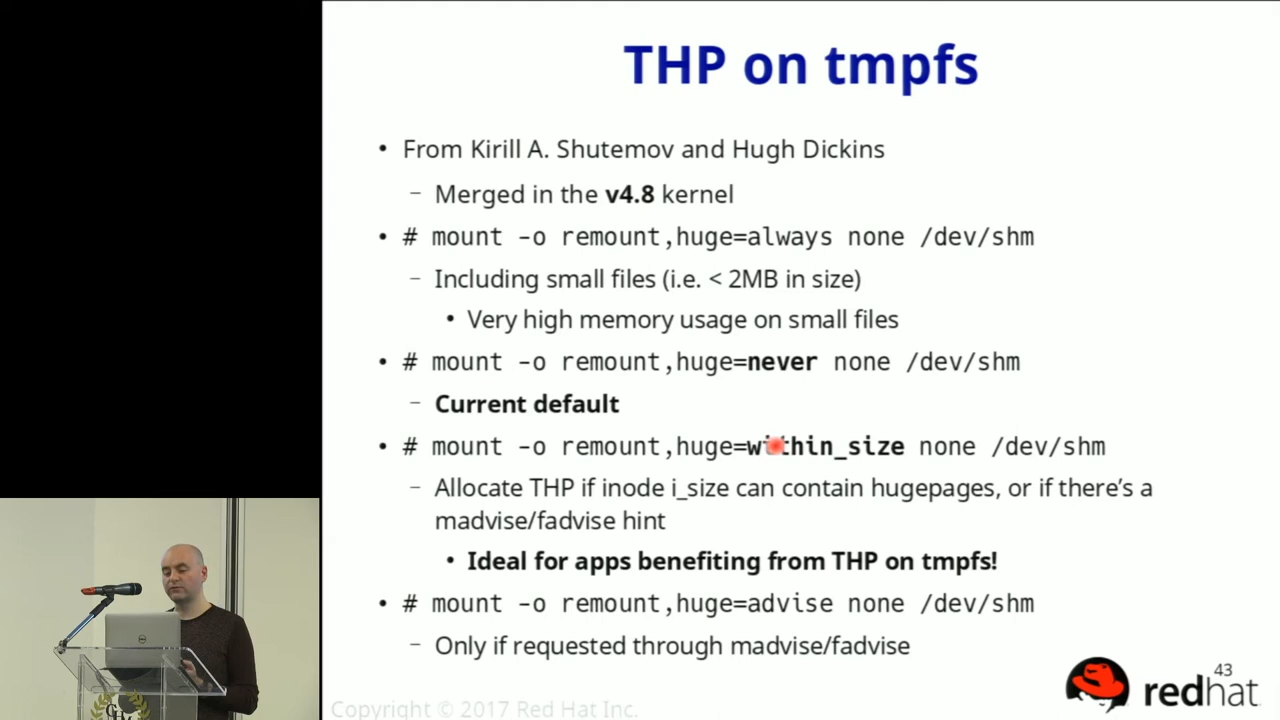 THP on tmpfs
• From Kirill A. Shutemov and Hugh Dickins
– Merged in the v4.8 kernel
• # mount -o remount,huge=always none /dev/shm
– Including small files (i.e. < 2MB in size)
• Very high memory usage on small files
• # mount -o remount,huge=never none /dev/shm
– Current default
• # mount -o remount,huge=within_size none /dev/shm
– Allocate THP if inode i_size can contain hugepages, or if there's a
madvise/fadvise hint
• Ideal for apps benefiting from THP on tmpfs!
• # mount -o remount,huge=advise none /dev/shm
– Only if requested through madvise/fadvise
43
redhat
Copyright © 2017 Red Hat Inc.